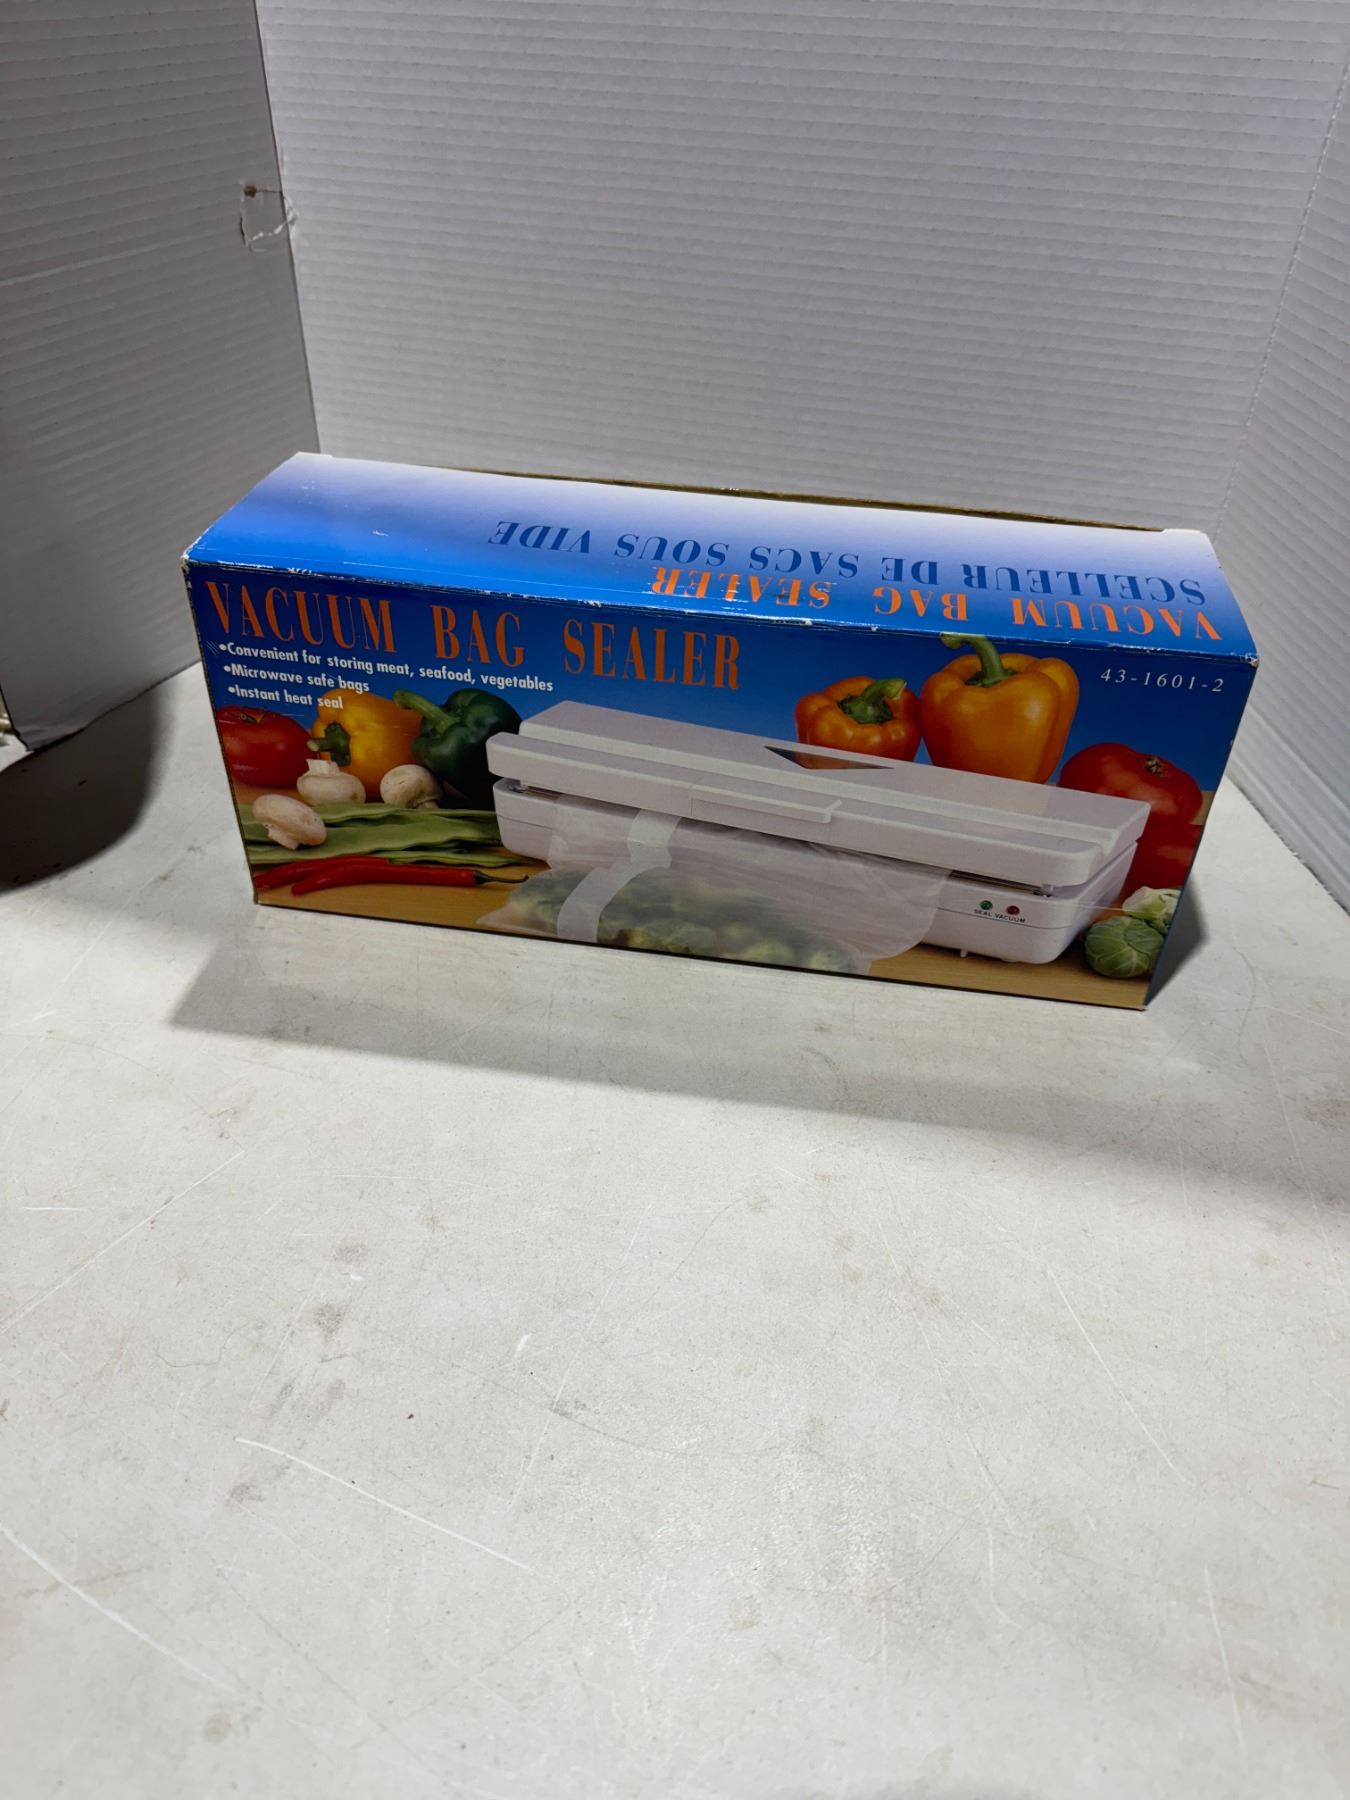 SCELLEUR DE SACS SOUS VIDE
VACUUM BAG SEALER
VACUUM BAG SEALER
•Convenient for storing meat, seafood, vegetables
•Microwave safe bags
•Instant heat seal
43-1601-2
SEAL VACUUM